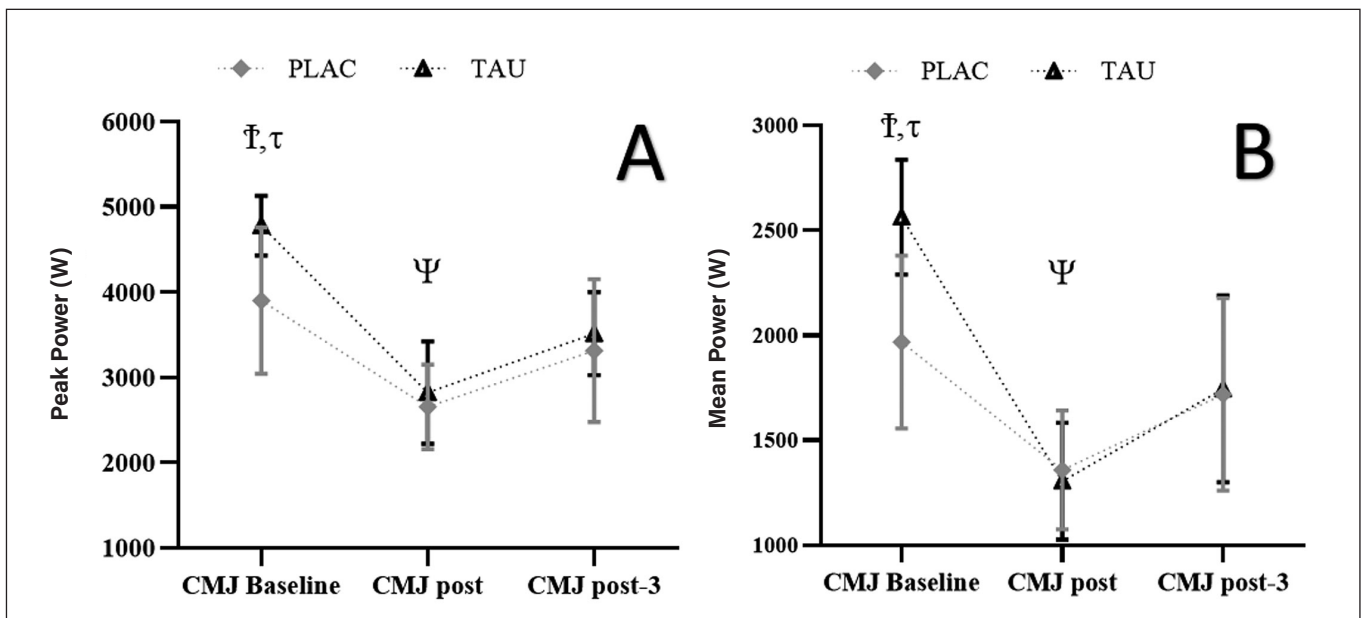 PLAC TAU
A
6000
Ϯ,τ
5000
Ψ
4000
3000
2000
1000
Peak Power (W)
CMJ Baseline CMJ post CMJ post-3
PLAC TAU
B
3000
Ϯ,τ
2500
Ψ
2000
1500
1000
Mean Power (W)
CMJ Baseline CMJ post CMJ post-3